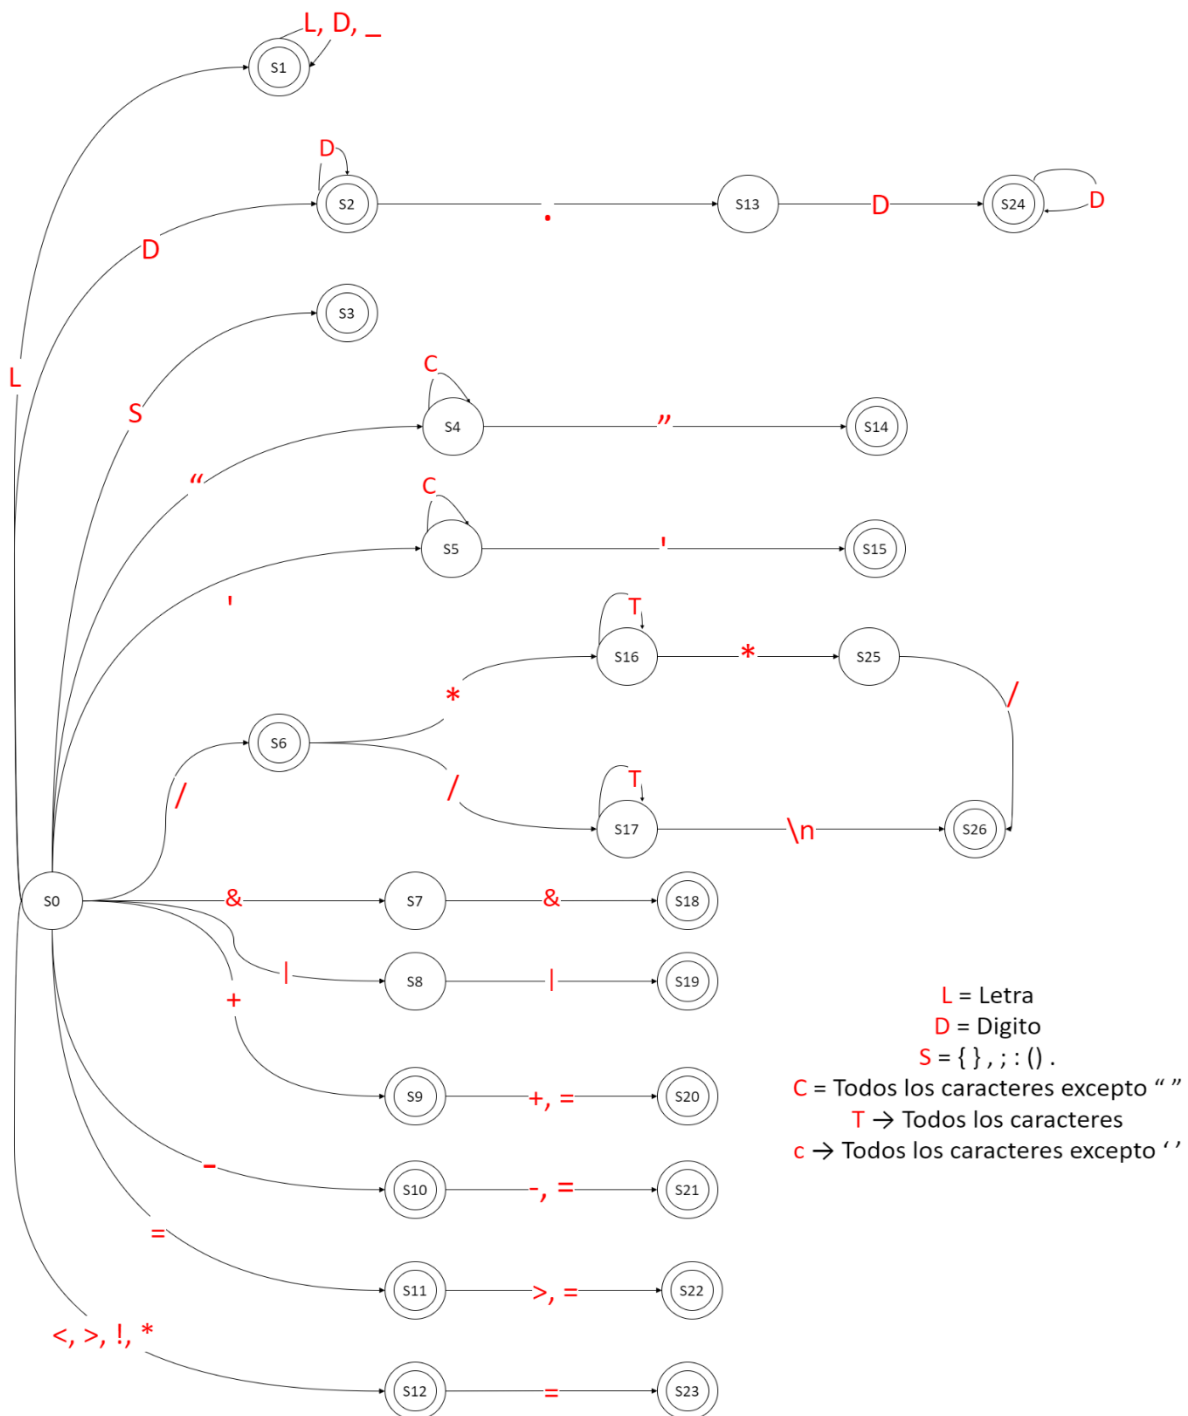 L, D, _
S1
D
S2
.
S13
D
S24
D
D
S3
L
S
C
S4
”
S14
“
C
S5
'
S15
'
T
S16
*
S25
*
/
S6
/
T
S17
\n
S26
/
S0
&
S7
&
S18
|
S8
|
S19
+
S9
+, =
S20
-
S10
-, =
S21
=
S11
>, =
S22
<, >, !, *
S12
=
S23
L = Letra
D = Digito
S = { } , ; : () .
C = Todos los caracteres excepto “ ”
T → Todos los caracteres
c → Todos los caracteres excepto ‘ ’